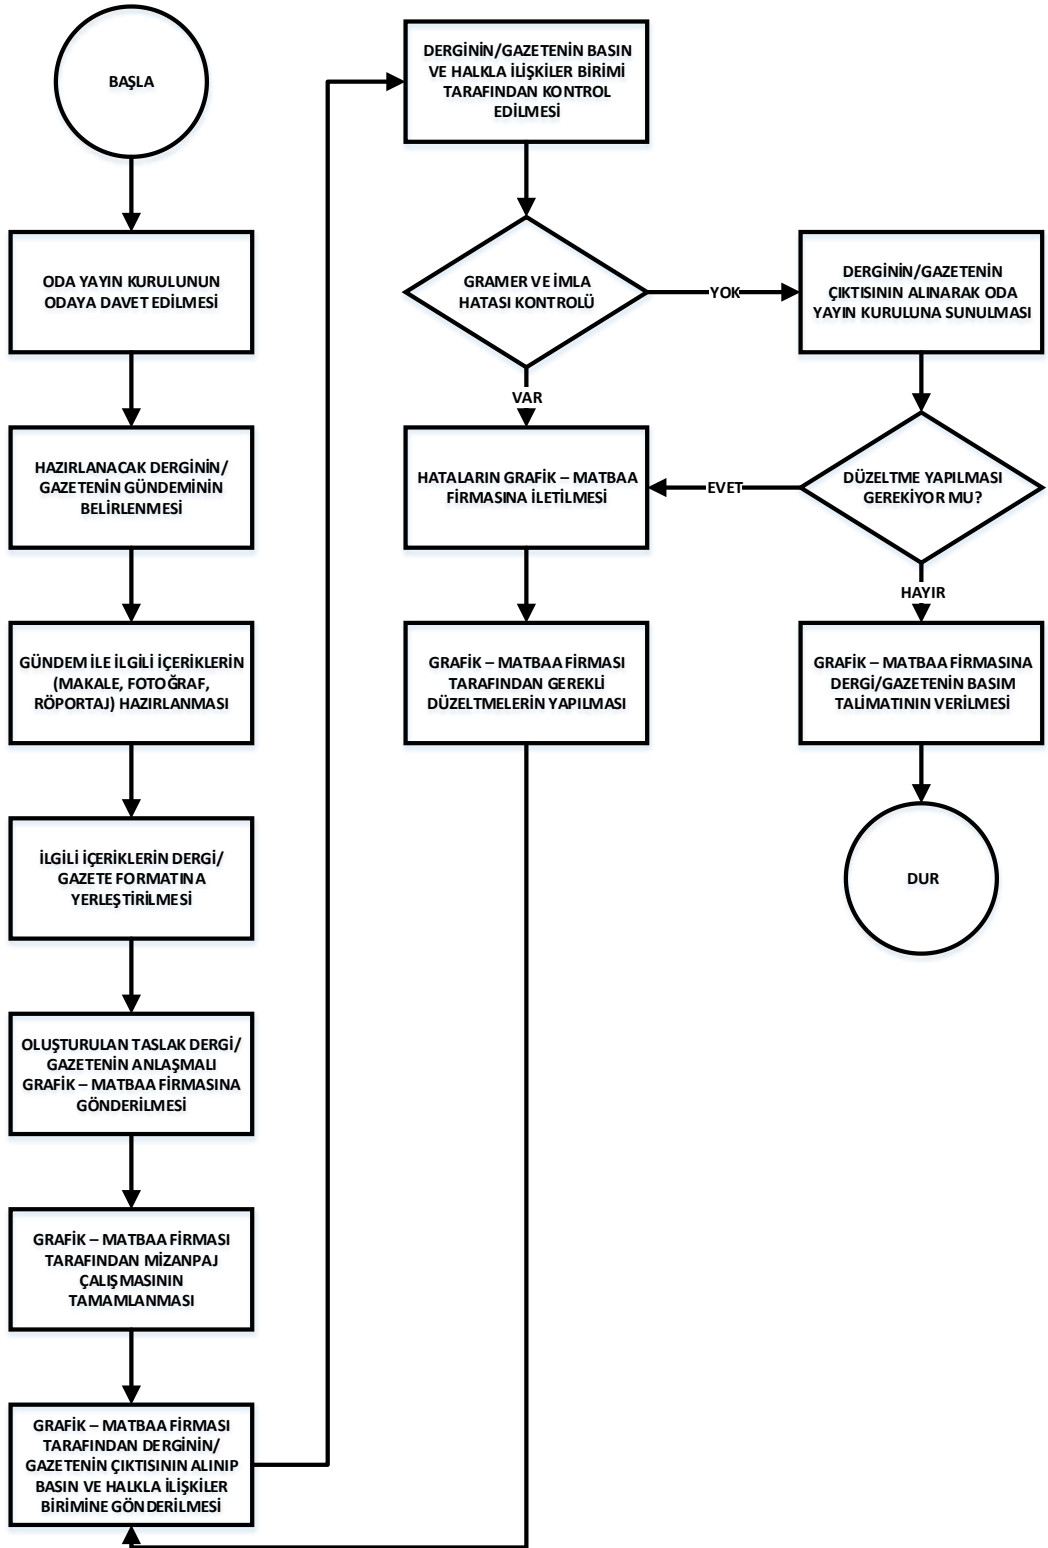 BAŞLA
ODA YAYIN KURULUNUN
ODAYA DAVET EDİLMESİ
HAZIRLANACAK DERGİNİN/
GAZETENİN GÜNDEMİNİN
BELİRLENMESİ
GÜNDEM İLE İLGİLİ İÇERİKLERİN
(MAKALE, FOTOĞRAF,
RÖPORTAJ) HAZIRLANMASI
İLGİLİ İÇERİKLERİN DERGİ/
GAZETE FORMATINA
YERLEŞTİRİLMESİ
OLUŞTURULAN TASLAK DERGİ/
GAZETENİN ANLAŞMALI
GRAFİK – MATBAA FİRMASINA
GÖNDERİLMESİ
GRAFİK – MATBAA FİRMASI
TARAFINDAN MİZANPAJ
ÇALIŞMASININ
TAMAMLANMASI
GRAFİK – MATBAA FİRMASI
TARAFINDAN DERGİNİN/
GAZETENİN ÇIKTISININ ALINIP
BASIN VE HALKLA İLİŞKİLER
BİRİMİNE GÖNDERİLMESİ
DERGİNİN/GAZETENİN BASIN
VE HALKLA İLİŞKİLER BİRİMİ
TARAFINDAN KONTROL
EDİLMESİ
GRAMER VE İMLA
HATASI KONTROLÜ
YOK
VAR
HATALARIN GRAFİK – MATBAA
FİRMASINA İLETİLMESİ
GRAFİK – MATBAA FİRMASI
TARAFINDAN GEREKLİ
DÜZELTMELERİN YAPILMASI
DERGİNİN/GAZETENİN
ÇIKTISININ ALINARAK ODA
YAYIN KURULUNA SUNULMASI
DÜZELTME YAPILMASI
GEREKİYOR MU?
EVET
HAYIR
GRAFİK – MATBAA FİRMASINA
DERGİ/GAZETENİN BASIM
TALİMATININ VERİLMESİ
DUR